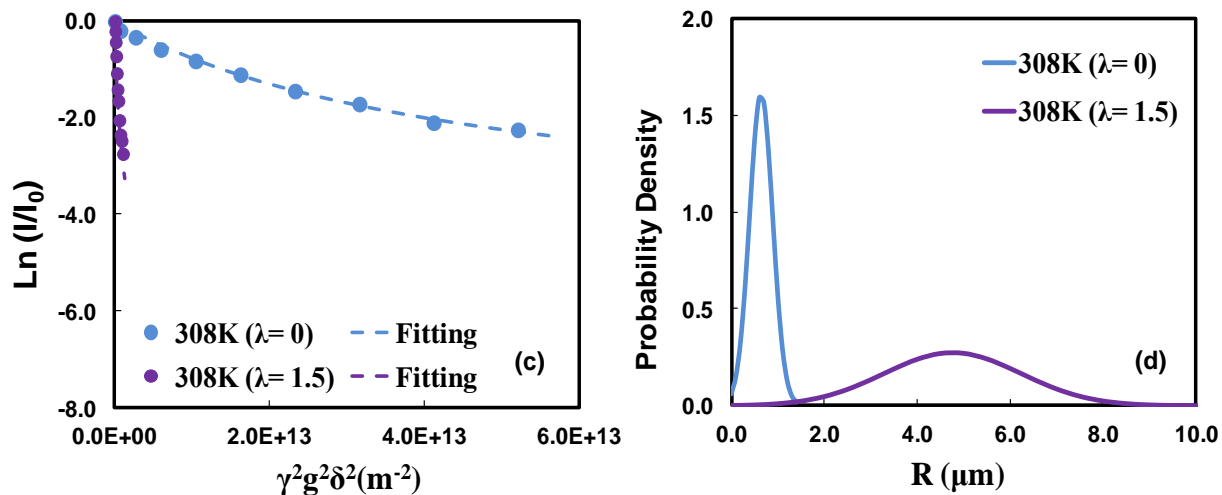 0.0
-2.0
-4.0
-6.0
-8.0
Ln (I/I₀)
308K (λ= 0) Fitting
308K (λ= 1.5) Fitting
(c)
0.0E+00 2.0E+13 4.0E+13 6.0E+13
γ²g²δ²(m⁻²)
2.0
1.5
1.0
0.5
0.0
Probability Density
308K (λ= 0)
308K (λ= 1.5)
(d)
0.0 2.0 4.0 6.0 8.0 10.0
R (μm)